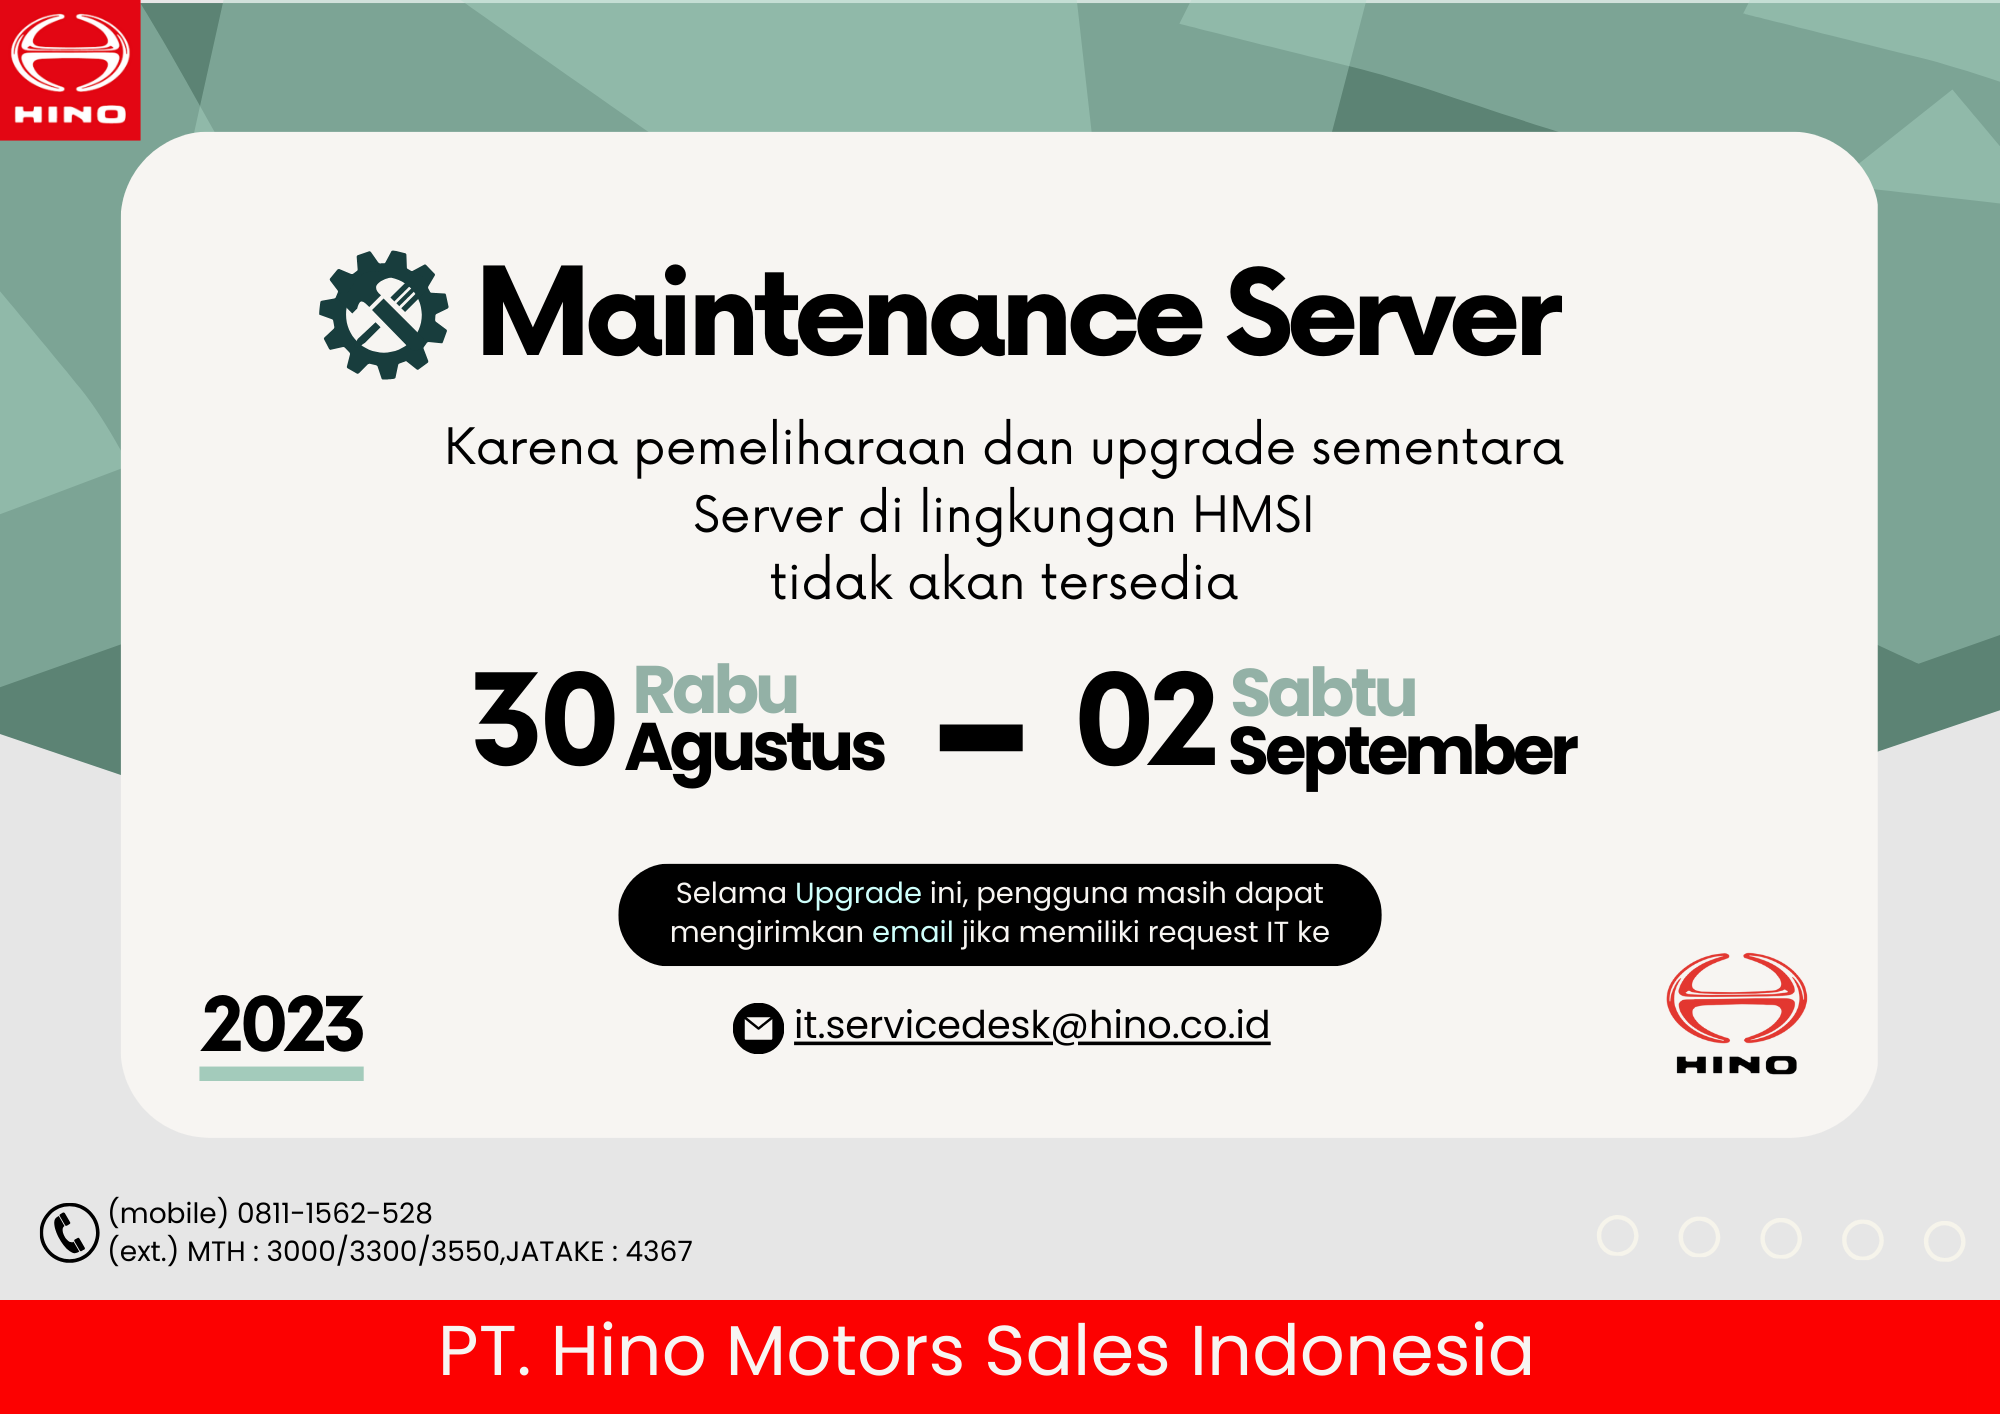 HINO
Maintenance Server
Karena pemeliharaan dan upgrade sementara
Server di lingkungan HMSI
tidak akan tersedia
30 Rabu Agustus - 02 Sabtu September
Selama Upgrade ini, pengguna masih dapat
mengirimkan email jika memiliki request IT ke
it.servicedesk@hino.co.id
2023
HINO
(mobile) 0811-1562-528
(ext.) MTH : 3000/3300/3550,JATAKE : 4367
PT. Hino Motors Sales Indonesia